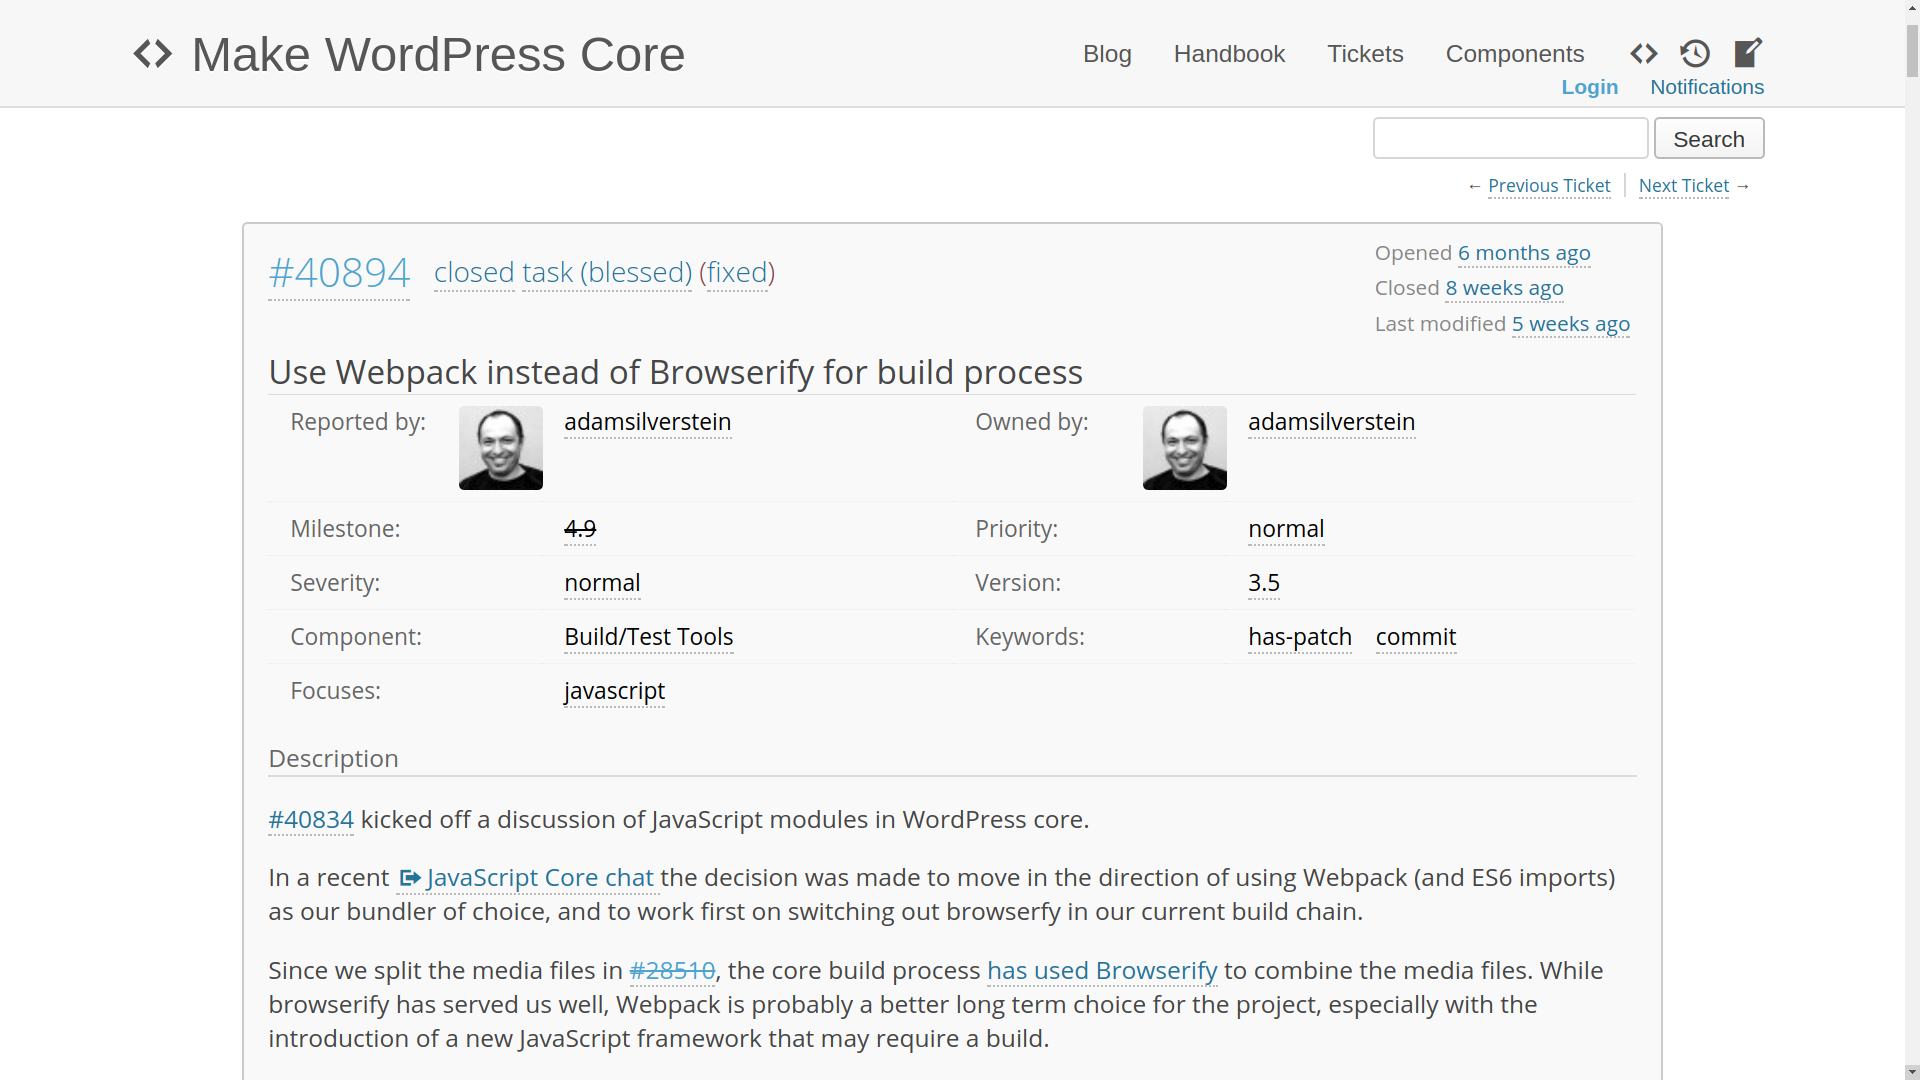 Make WordPress Core
Blog Handbook Tickets Components
Login Notifications
Search
← Previous Ticket Next Ticket →
#40894 closed task (blessed) (fixed)
Opened 6 months ago
Closed 8 weeks ago
Last modified 5 weeks ago
Use Webpack instead of Browserify for build process
Reported by: adamsilverstein Owned by: adamsilverstein
Milestone: 4.9 Priority: normal
Severity: normal Version: 3.5
Component: Build/Test Tools Keywords: has-patch commit
Focuses: javascript
Description
#40834 kicked off a discussion of JavaScript modules in WordPress core.
In a recent JavaScript Core chat the decision was made to move in the direction of using Webpack (and ES6 imports)
as our bundler of choice, and to work first on switching out browserfy in our current build chain.
Since we split the media files in #28510, the core build process has used Browserify to combine the media files. While
browserify has served us well, Webpack is probably a better long term choice for the project, especially with the
introduction of a new JavaScript framework that may require a build.